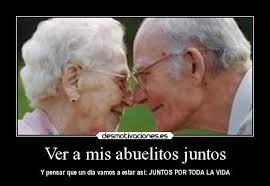 desmotivaciones.es
Ver a mis abuelitos juntos
Y pensar que un día vamos a estar así: JUNTOS POR TODA LA VIDA